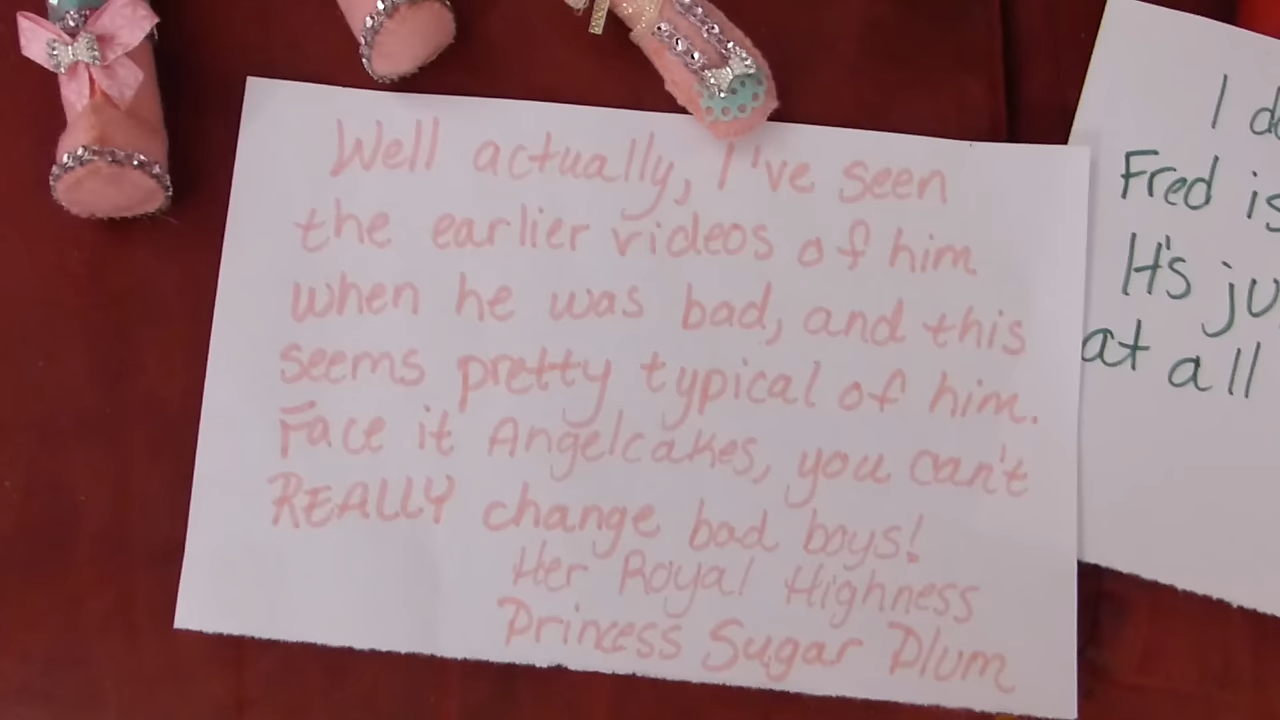 Well actually, I've seen
the earlier videos of him
when he was bad, and this
seems pretty typical of him.
Face it Angelcakes, you can't
REALLY change bad boys!
Her Royal Highness
Princess Sugar Plum
I
Fred is
It's
at all